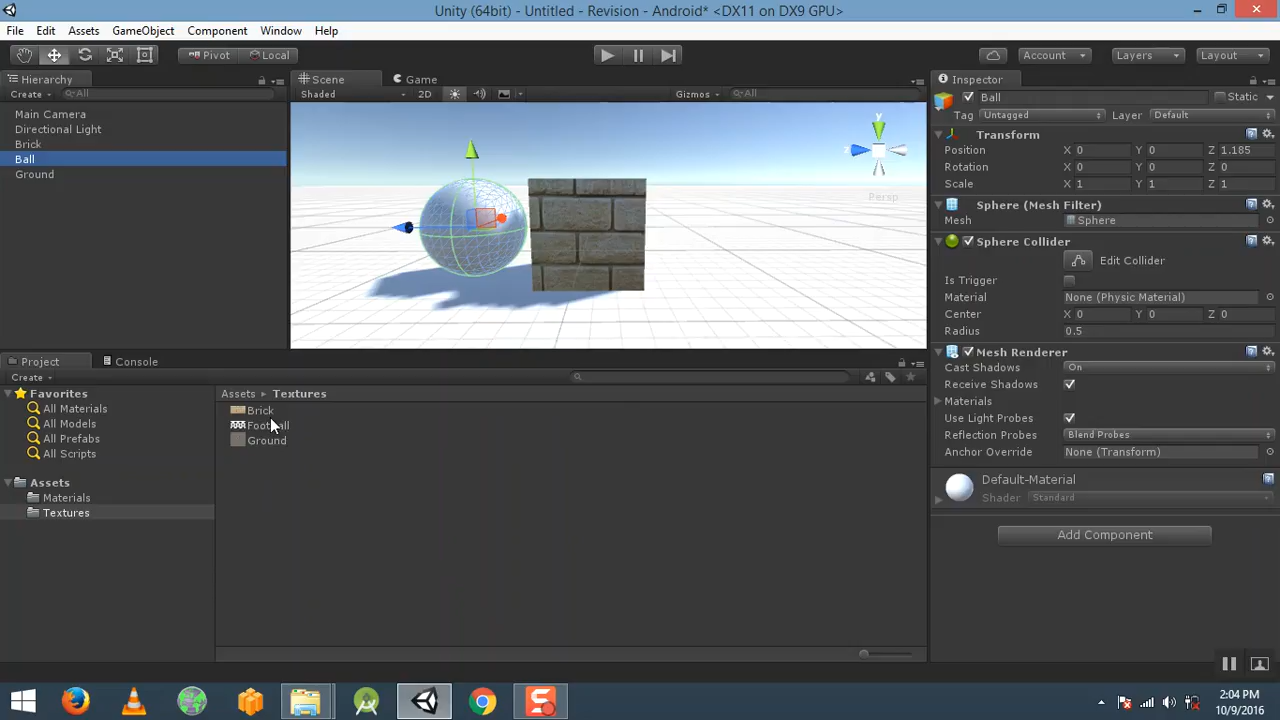 Unity (64bit) - Untitled - Revision - Android* <DX11 on DX9 GPU>
File Edit Assets GameObject Component Window Help
Pivot Local Account Layers Layout
Hierarchy Scene Game Inspector
Create All Shaded 2D Gizmos All Ball Static
Main Camera
Directional Light
Brick
Ball
Ground
y
z
Persp
Tag Untagged Layer Default
Transform
Position X 0 Y 0 Z 1.185
Rotation X 0 Y 0 Z 0
Scale X 1 Y 1 Z 1
Sphere (Mesh Filter)
Mesh Sphere
Sphere Collider
Edit Collider
Is Trigger
Material None (Physic Material)
Center X 0 Y 0 Z 0
Radius 0.5
Mesh Renderer
Cast Shadows On
Receive Shadows
Materials
Use Light Probes
Reflection Probes Blend Probes
Anchor Override None (Transform)
Default-Material
Shader Standard
Add Component
Project Console
Create
Favorites
All Materials
All Models
All Prefabs
All Scripts
Assets
Materials
Textures
Assets Textures
Brick
Football
Ground
2:04 PM
10/9/2016